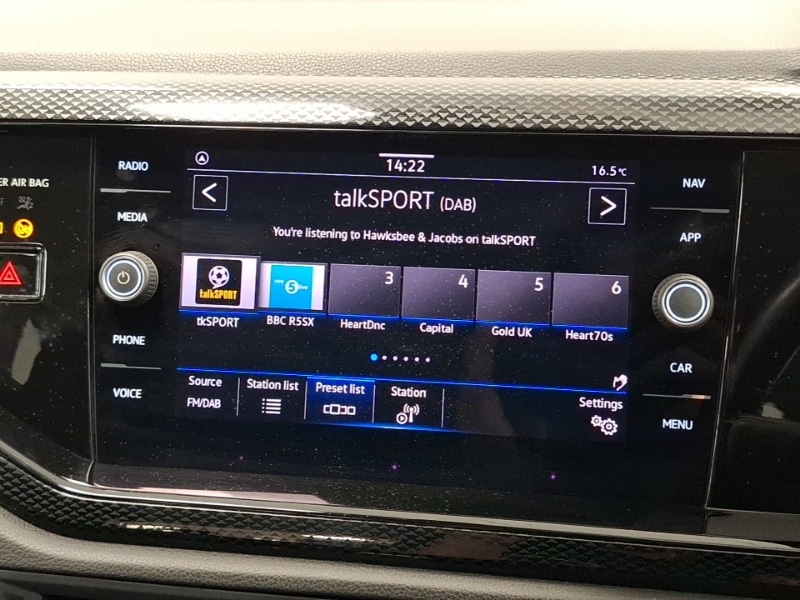 ER AIR BAG
RADIO
MEDIA
PHONE
VOICE
14:22
16.5°C
talkSPORT (DAB)
You're listening to Hawksbee & Jacobs on talkSPORT
talkSPORT
5
3
4
5
6
tkSPORT
BBC R5SX
HeartDnc
Capital
Gold UK
Heart70s
Source
FM/DAB
Station list
Preset list
Station
Settings
NAV
APP
CAR
MENU